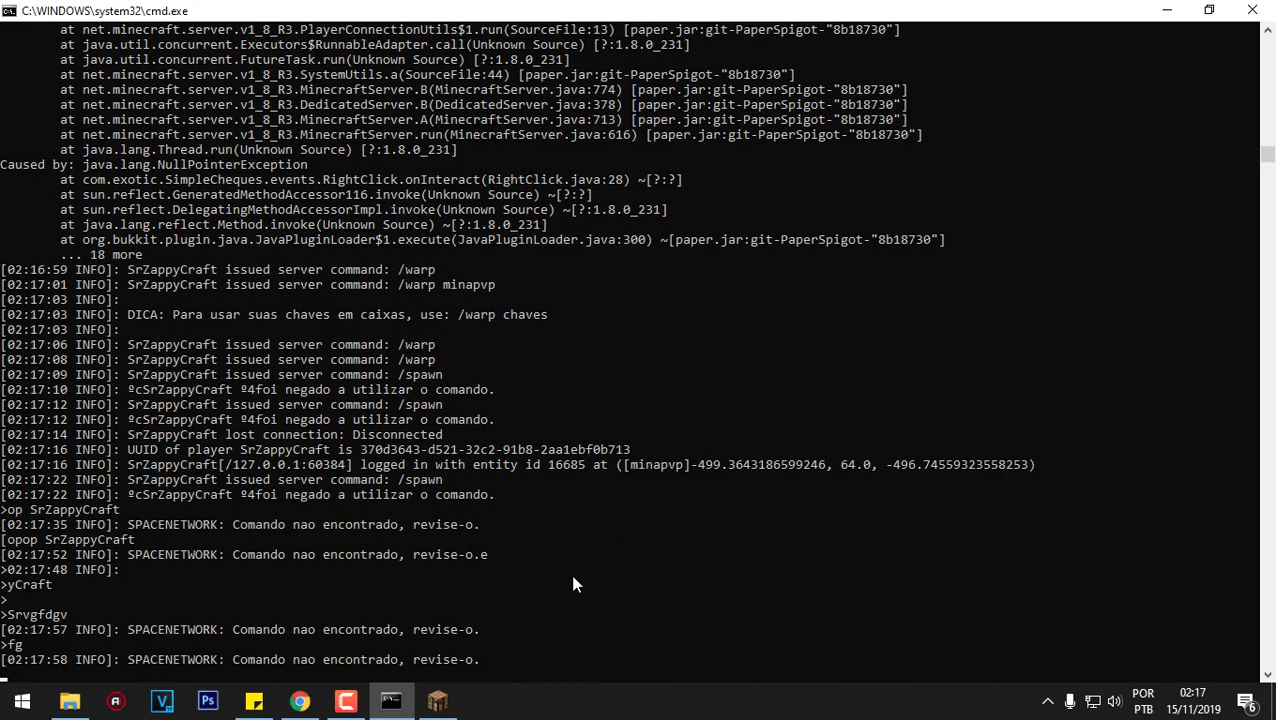 C:\WINDOWS\system32\cmd.exe
at net.minecraft.server.v1_8_R3.PlayerConnectionUtils$1.run(SourceFile:13) [paper.jar:git-PaperSpigot-"8b18730"]
at java.util.concurrent.Executors$RunnableAdapter.call(Unknown Source) [?:1.8.0_231]
at java.util.concurrent.FutureTask.run(Unknown Source) [?:1.8.0_231]
at net.minecraft.server.v1_8_R3.SystemUtils.a(SourceFile:44) [paper.jar:git-PaperSpigot-"8b18730"]
at net.minecraft.server.v1_8_R3.MinecraftServer.B(MinecraftServer.java:774) [paper.jar:git-PaperSpigot-"8b18730"]
at net.minecraft.server.v1_8_R3.DedicatedServer.B(DedicatedServer.java:378) [paper.jar:git-PaperSpigot-"8b18730"]
at net.minecraft.server.v1_8_R3.MinecraftServer.A(MinecraftServer.java:713) [paper.jar:git-PaperSpigot-"8b18730"]
at net.minecraft.server.v1_8_R3.MinecraftServer.run(MinecraftServer.java:616) [paper.jar:git-PaperSpigot-"8b18730"]
at java.lang.Thread.run(Unknown Source) [?:1.8.0_231]
Caused by: java.lang.NullPointerException
at com.exotic.SimpleCheques.events.RightClick.onInteract(RightClick.java:28) ~[?:?]
at sun.reflect.GeneratedMethodAccessor116.invoke(Unknown Source) ~[?:?]
at sun.reflect.DelegatingMethodAccessorImpl.invoke(Unknown Source) ~[?:1.8.0_231]
at java.lang.reflect.Method.invoke(Unknown Source) ~[?:1.8.0_231]
at org.bukkit.plugin.java.JavaPluginLoader$1.execute(JavaPluginLoader.java:300) ~[paper.jar:git-PaperSpigot-"8b18730"]
... 18 more
[02:16:59 INFO]: SrZappyCraft issued server command: /warp
[02:17:01 INFO]: SrZappyCraft issued server command: /warp minapvp
[02:17:03 INFO]:
[02:17:03 INFO]: DICA: Para usar suas chaves em caixas, use: /warp chaves
[02:17:03 INFO]:
[02:17:06 INFO]: SrZappyCraft issued server command: /warp
[02:17:08 INFO]: SrZappyCraft issued server command: /warp
[02:17:09 INFO]: SrZappyCraft issued server command: /spawn
[02:17:10 INFO]: ºcSrZappyCraft º4foi negado a utilizar o comando.
[02:17:12 INFO]: SrZappyCraft issued server command: /spawn
[02:17:12 INFO]: ºcSrZappyCraft º4foi negado a utilizar o comando.
[02:17:14 INFO]: SrZappyCraft lost connection: Disconnected
[02:17:16 INFO]: UUID of player SrZappyCraft is 370d3643-d521-32c2-91b8-2aa1ebf0b713
[02:17:16 INFO]: SrZappyCraft[/127.0.0.1:60384] logged in with entity id 16685 at ([minapvp]-499.3643186599246, 64.0, -496.74559323558253)
[02:17:22 INFO]: SrZappyCraft issued server command: /spawn
[02:17:22 INFO]: ºcSrZappyCraft º4foi negado a utilizar o comando.
>op SrZappyCraft
[02:17:35 INFO]: SPACENETWORK: Comando nao encontrado, revise-o.
[opop SrZappyCraft
[02:17:52 INFO]: SPACENETWORK: Comando nao encontrado, revise-o.e
>02:17:48 INFO]:
>yCraft
>
>Srvgfdgv
[02:17:57 INFO]: SPACENETWORK: Comando nao encontrado, revise-o.
>fg
[02:17:58 INFO]: SPACENETWORK: Comando nao encontrado, revise-o.
POR 02:17
PTB 15/11/2019 6